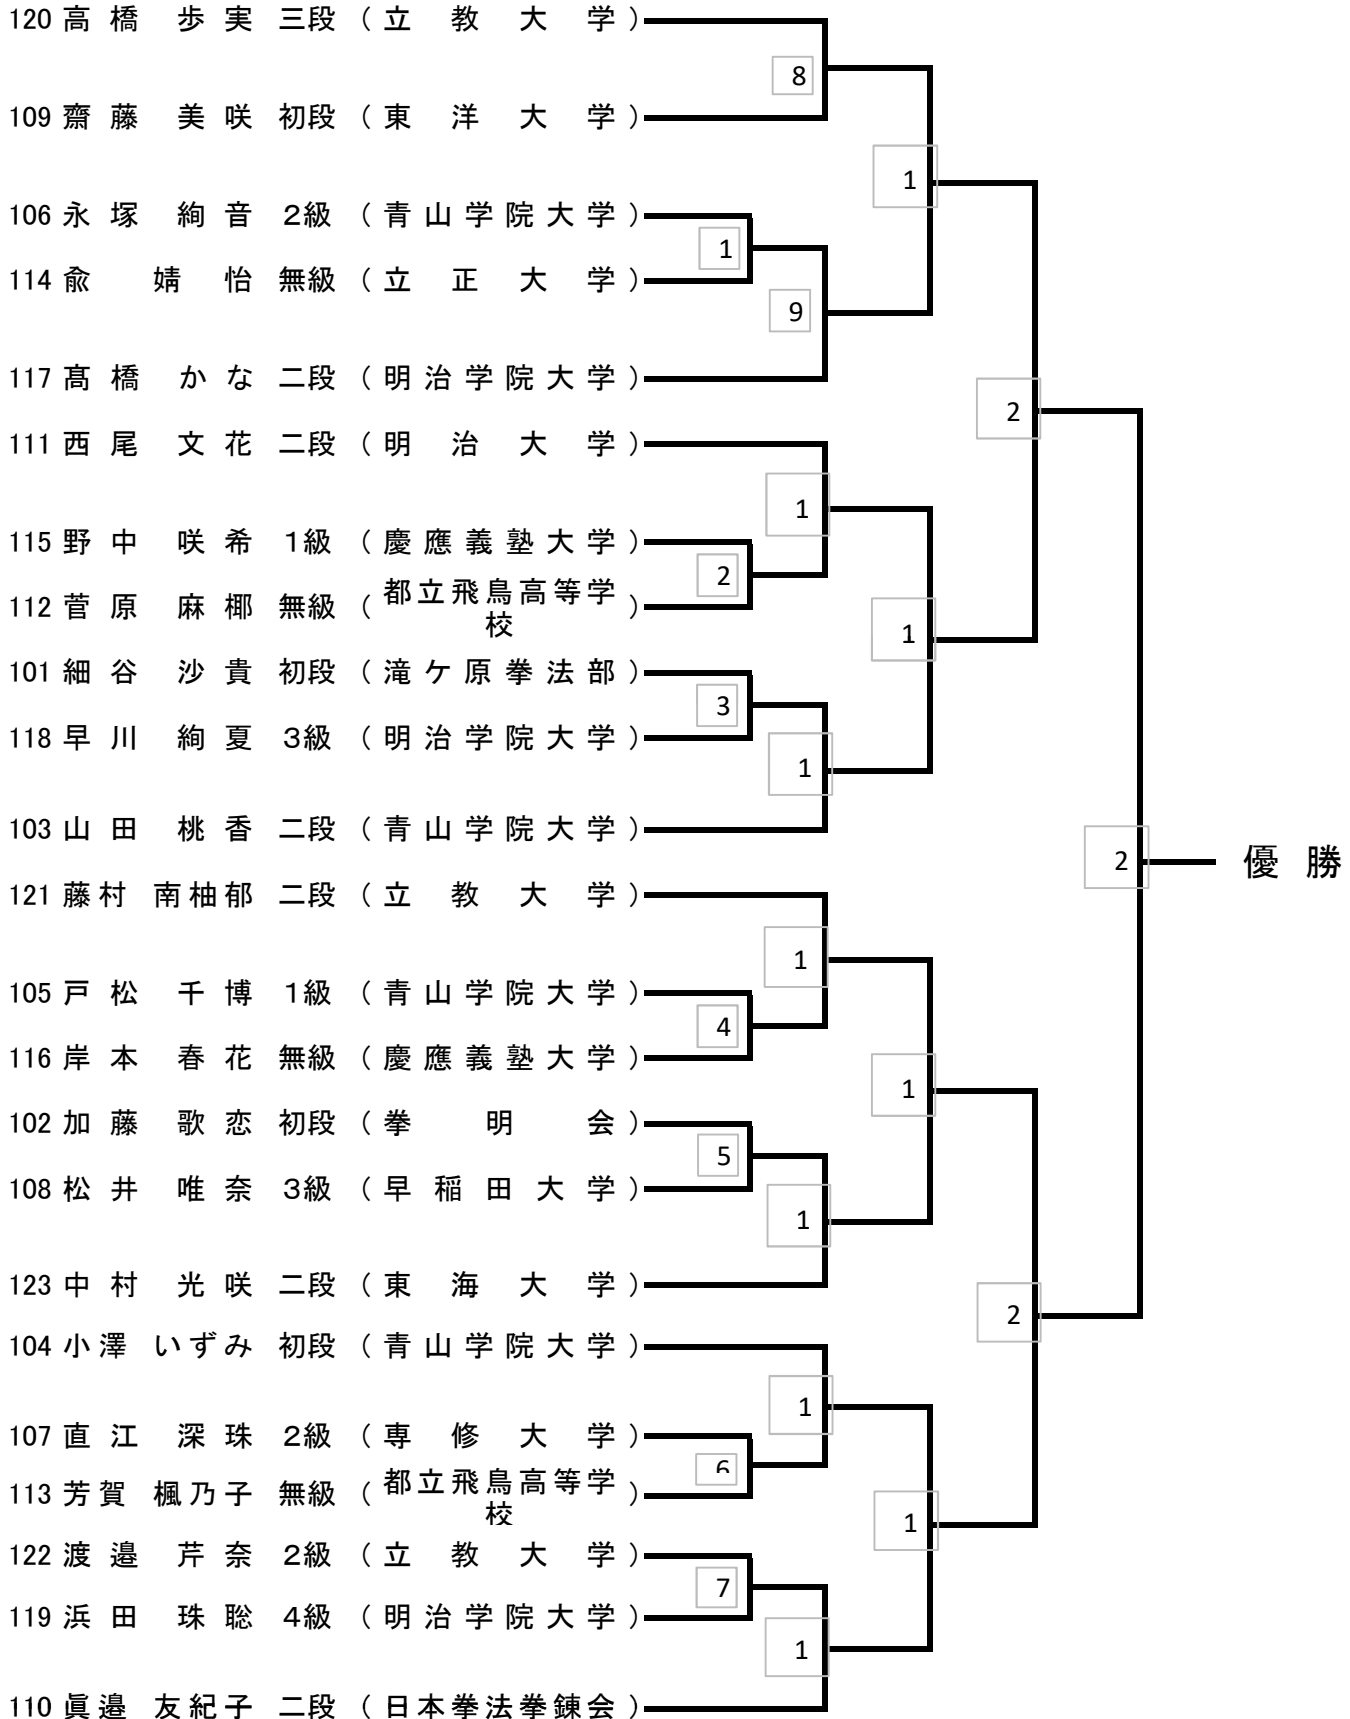 120 高橋 歩実 三段 （立教大学）
8
109 齋藤 美咲 初段 （東洋大学）
1
106 永塚 絢音 2級 （青山学院大学）
1
114 兪 婧怡 無級 （立正大学）
9
117 髙橋 かな 二段 （明治学院大学）
2
111 西尾 文花 二段 （明治大学）
1
115 野中 咲希 1級 （慶應義塾大学）
2
112 菅原 麻椰 無級 （都立飛鳥高等学校）
1
101 細谷 沙貴 初段 （滝ケ原拳法部）
3
118 早川 絢夏 3級 （明治学院大学）
1
103 山田 桃香 二段 （青山学院大学）
2 優勝
121 藤村 南柚郁 二段 （立教大学）
1
105 戸松 千博 1級 （青山学院大学）
4
116 岸本 春花 無級 （慶應義塾大学）
1
102 加藤 歌恋 初段 （拳明会）
5
108 松井 唯奈 3級 （早稲田大学）
1
123 中村 光咲 二段 （東海大学）
2
104 小澤 いずみ 初段 （青山学院大学）
1
107 直江 深珠 2級 （専修大学）
6
113 芳賀 楓乃子 無級 （都立飛鳥高等学校）
1
122 渡邉 芹奈 2級 （立教大学）
7
119 浜田 珠聡 4級 （明治学院大学）
1
110 眞邉 友紀子 二段 （日本拳法拳錬会）